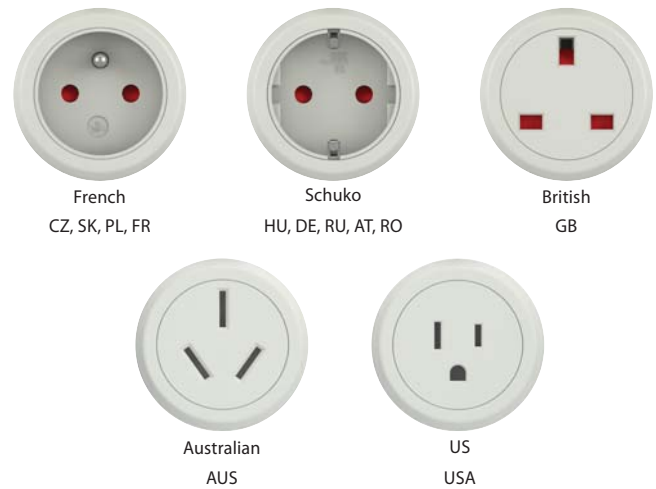 French
CZ, SK, PL, FR
Schuko
HU, DE, RU, AT, RO
British
GB
Australian
AUS
US
USA